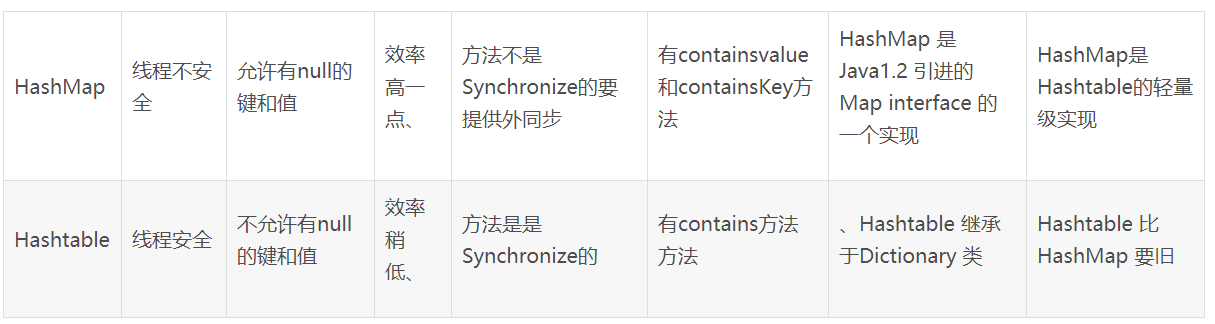 HashMap
线程不安
全
允许有null的
键和值
效率
高一
点、
方法不是
Synchronize的要
提供外同步
有containsvalue
和containsKey方
法
HashMap 是
Java1.2 引进的
Map interface 的
一个实现
HashMap是
Hashtable的轻量
级实现
Hashtable
线程安全
不允许有null
的键和值
效率
稍
低、
方法是是
Synchronize的
有contains方法
方法
、Hashtable 继承
于Dictionary 类
Hashtable 比
HashMap 要旧